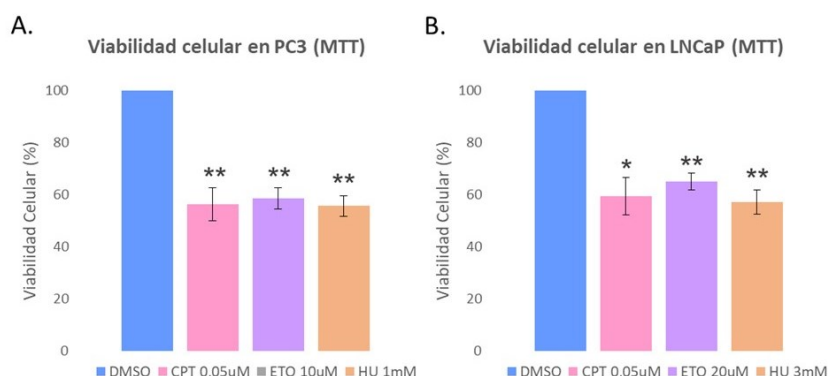 A.
Viabilidad celular en PC3 (MTT)
Viabilidad Celular (%)
100
80
60
40
20
0
** ** **
DMSO CPT 0.05uM ETO 10uM HU 1mM
B.
Viabilidad celular en LNCaP (MTT)
Viabilidad Celular (%)
100
80
60
40
20
0
* ** **
DMSO CPT 0.05uM ETO 20uM HU 3mM